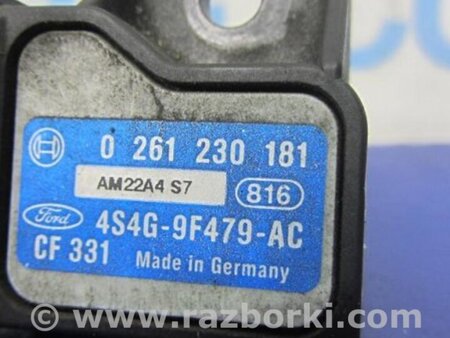 0 261 230 181
AM22A4 S7 816
Ford 4S4G-9F479-AC
CF 331 Made in Germany
www.razborki.com